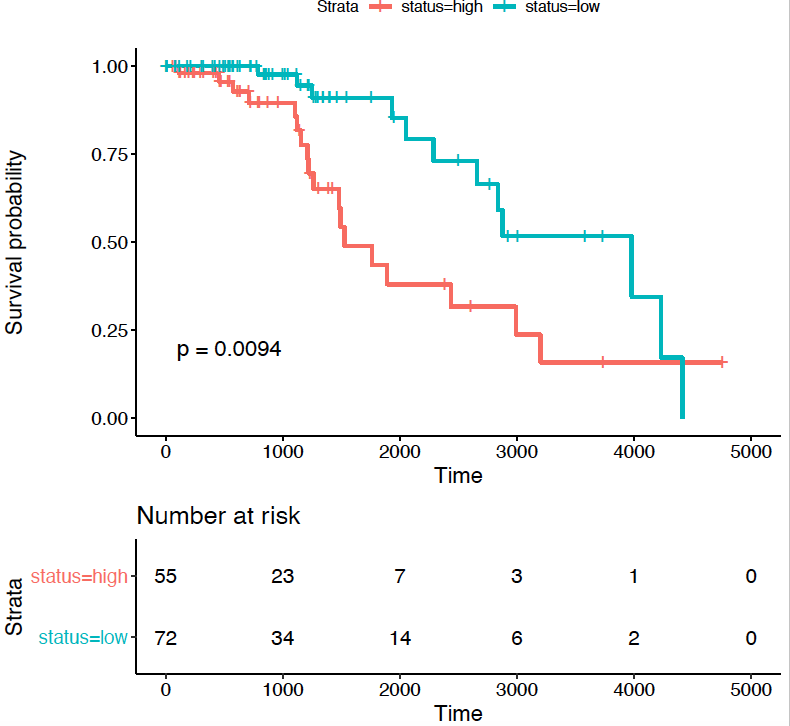 Strata status=high status=low
Survival probability
1.00
0.75
0.50
0.25
0.00
p = 0.0094
0 1000 2000 3000 4000 5000
Time
Number at risk
Strata
status=high 55 23 7 3 1 0
status=low 72 34 14 6 2 0
0 1000 2000 3000 4000 5000
Time